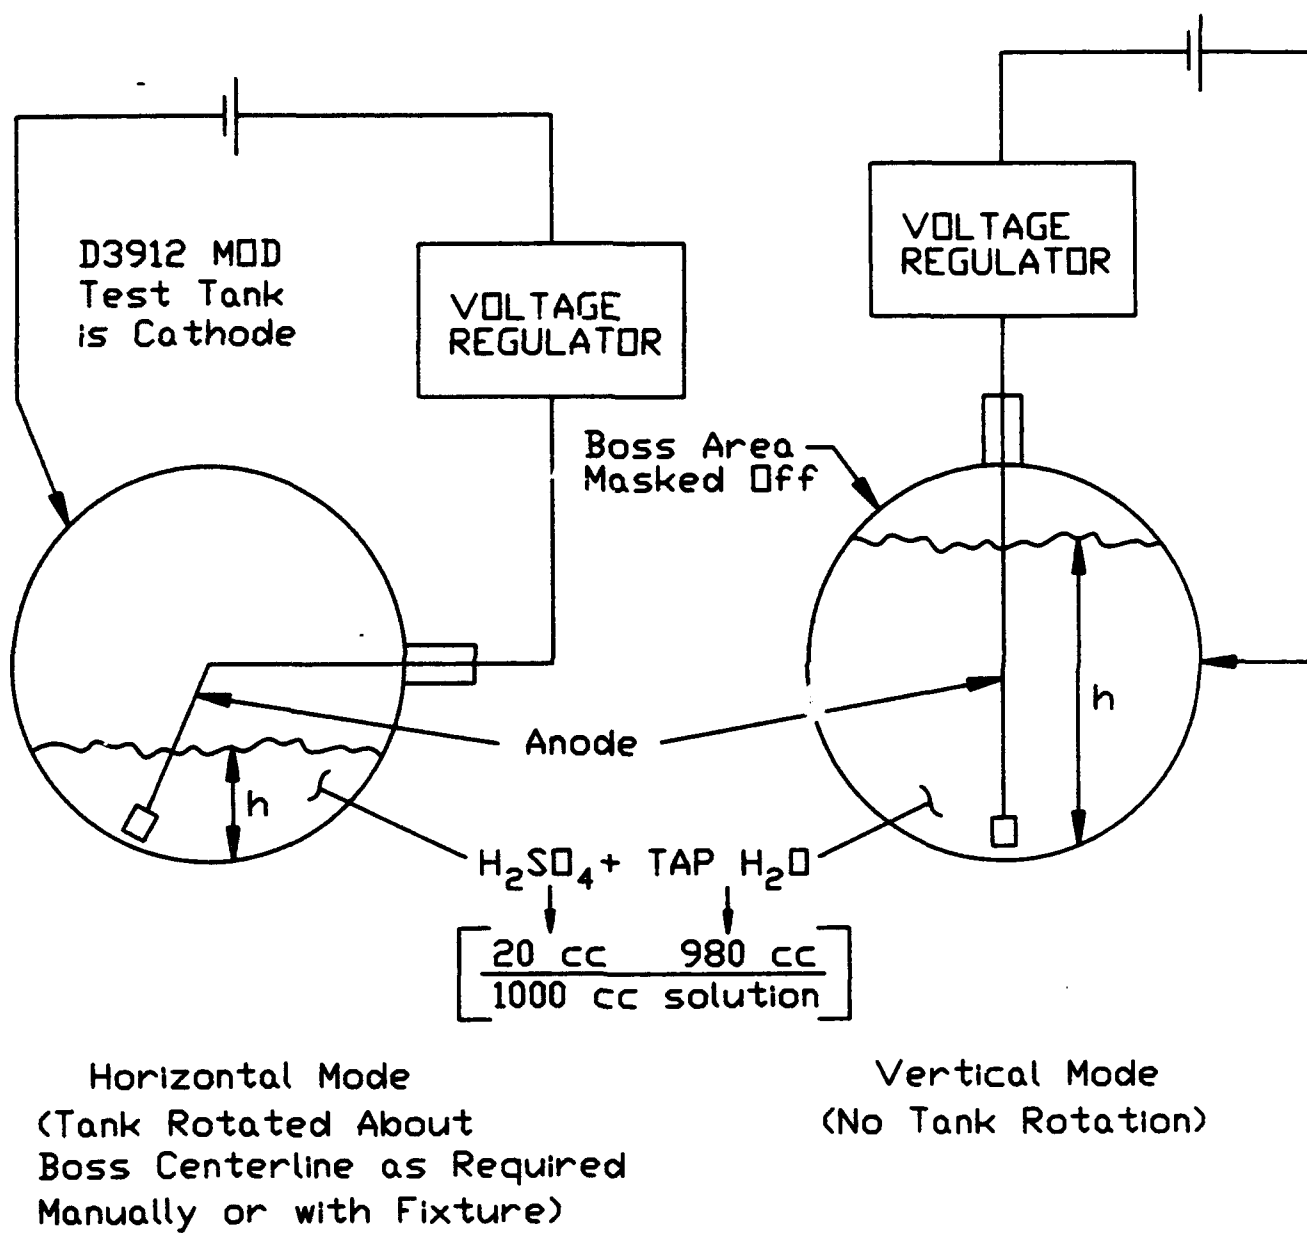 D3912 MOD
Test Tank
is Cathode
VOLTAGE
REGULATOR
VOLTAGE
REGULATOR
Boss Area
Masked Off
h
h
Anode
H₂SO₄ + TAP H₂O
20 cc 980 cc
1000 cc solution
Horizontal Mode
(Tank Rotated About
Boss Centerline as Required
Manually or with Fixture)
Vertical Mode
(No Tank Rotation)